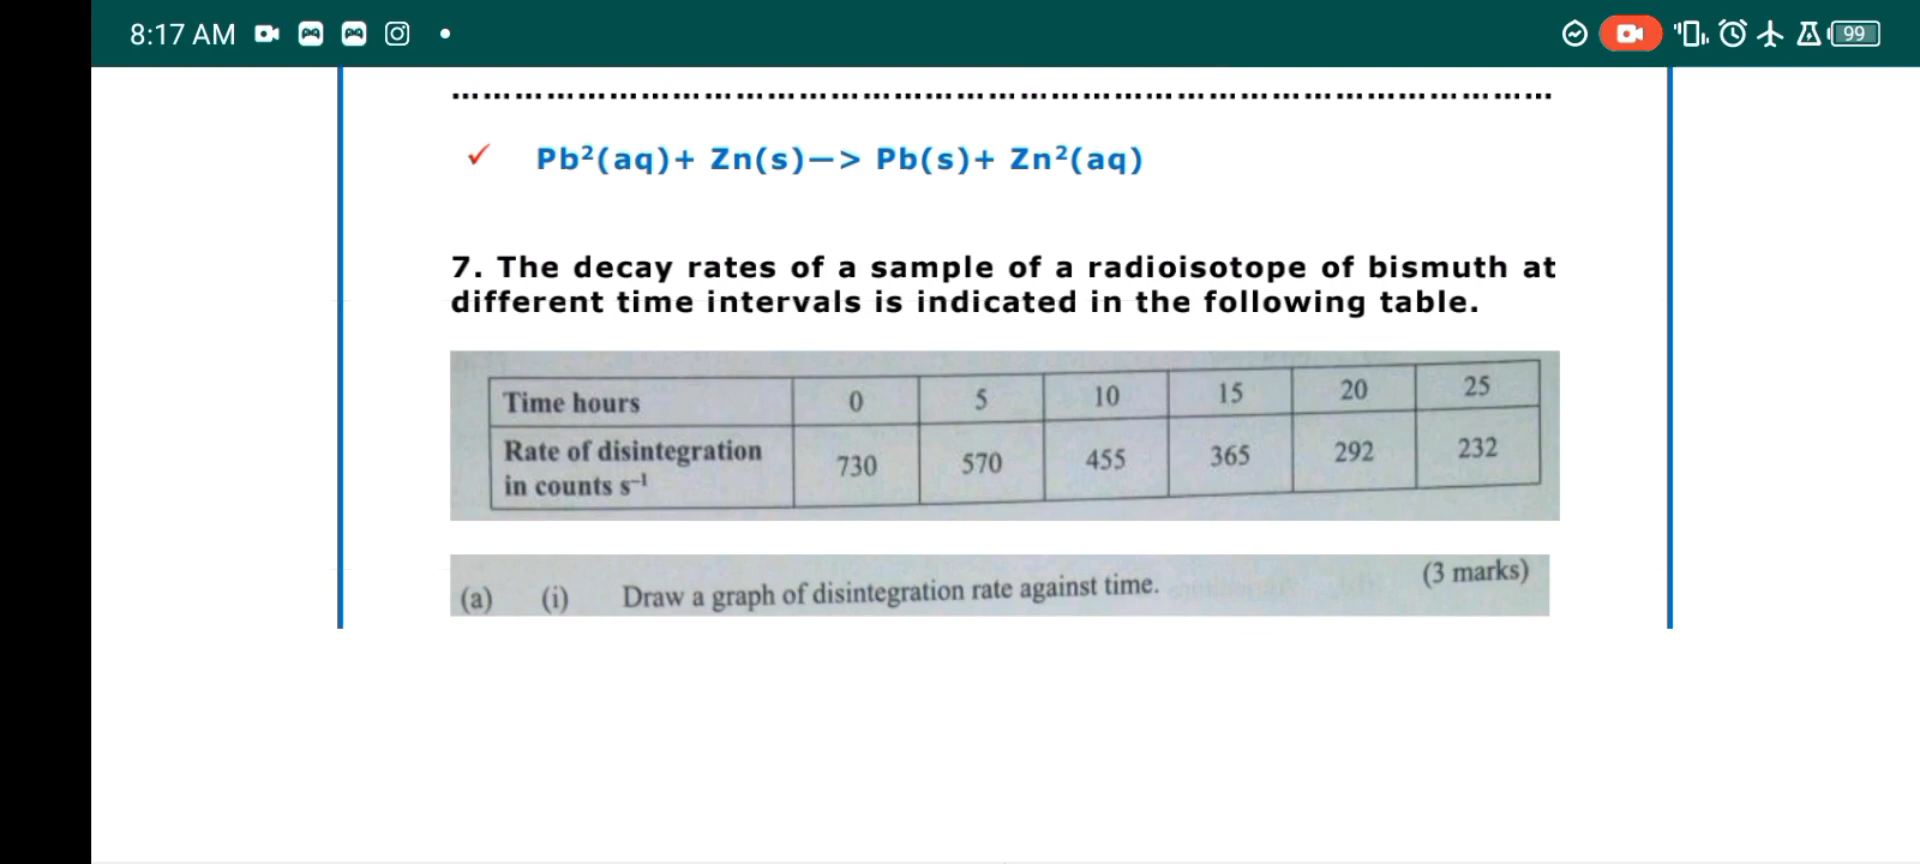 8:17 AM
99
Pb²(aq)+ Zn(s)—> Pb(s)+ Zn²(aq)
7. The decay rates of a sample of a radioisotope of bismuth at
different time intervals is indicated in the following table.
Time hours 0 5 10 15 20 25
Rate of disintegration
in counts s⁻¹ 730 570 455 365 292 232
(a) (i) Draw a graph of disintegration rate against time. (3 marks)